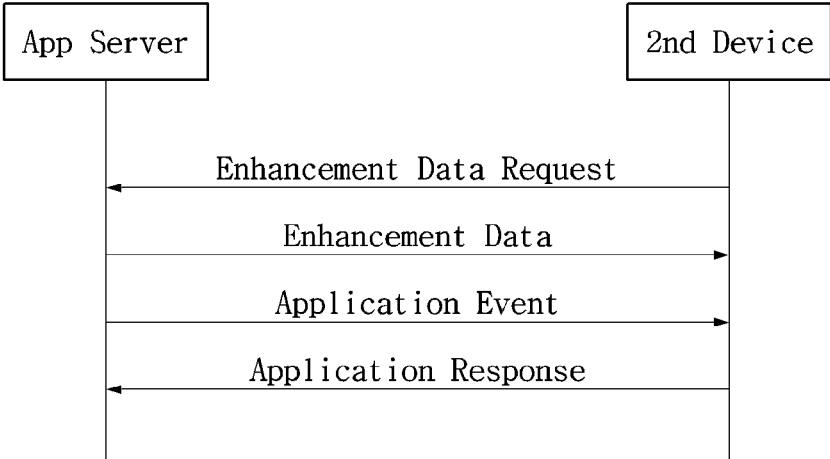 App Server
2nd Device
Enhancement Data Request
Enhancement Data
Application Event
Application Response